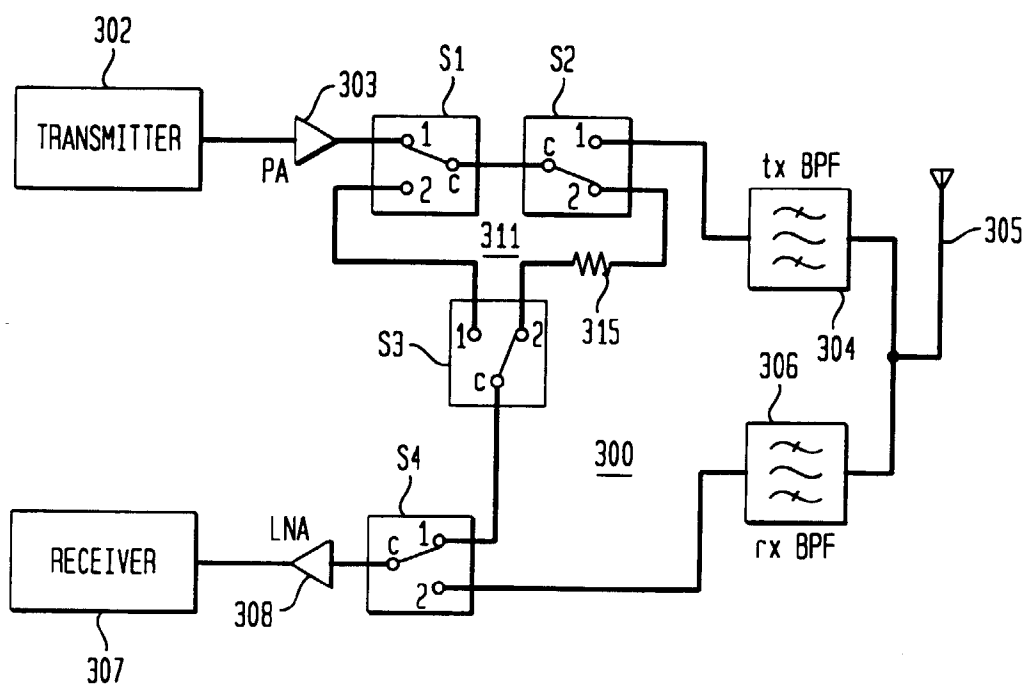 302
TRANSMITTER
303
PA
S1
1
2
C
S2
C
1
2
tx BPF
304
305
311
315
S3
1
2
C
306
rx BPF
300
S4
C
1
2
LNA
308
RECEIVER
307